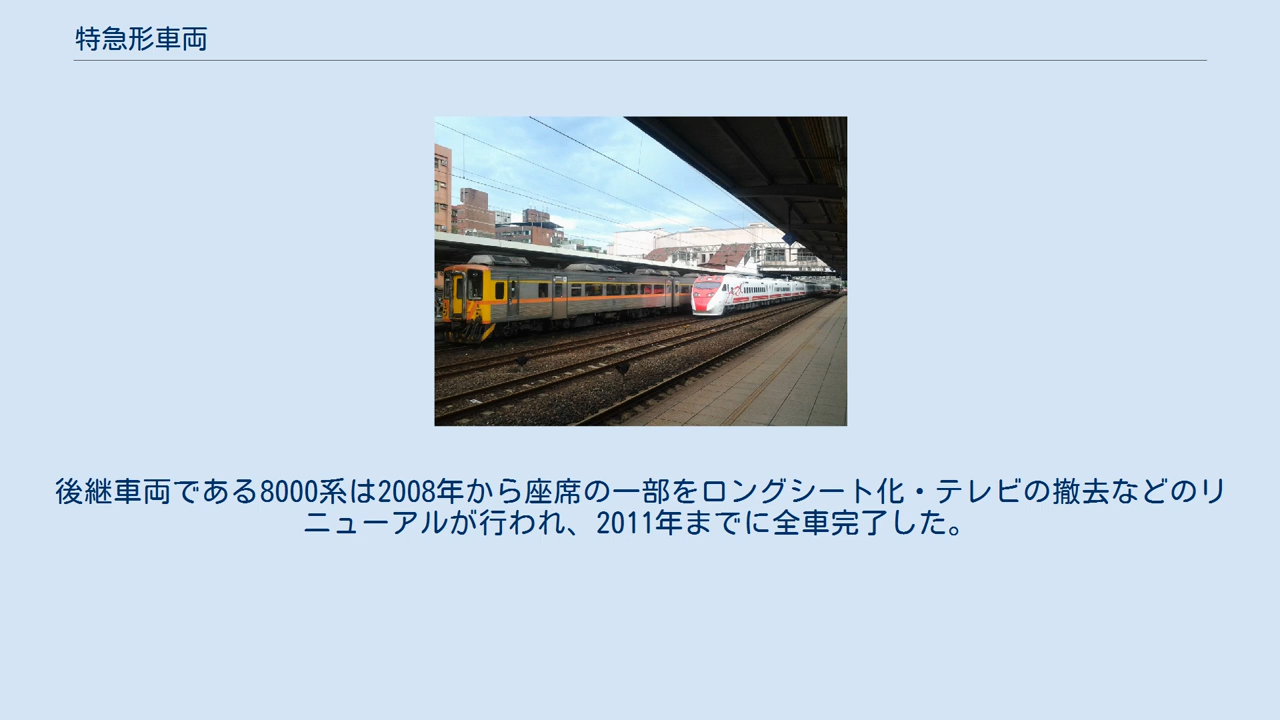 特急形車両
後継車両である8000系は2008年から座席の一部をロングシート化・テレビの撤去などのリ
ニューアルが行われ、2011年までに全車完了した。